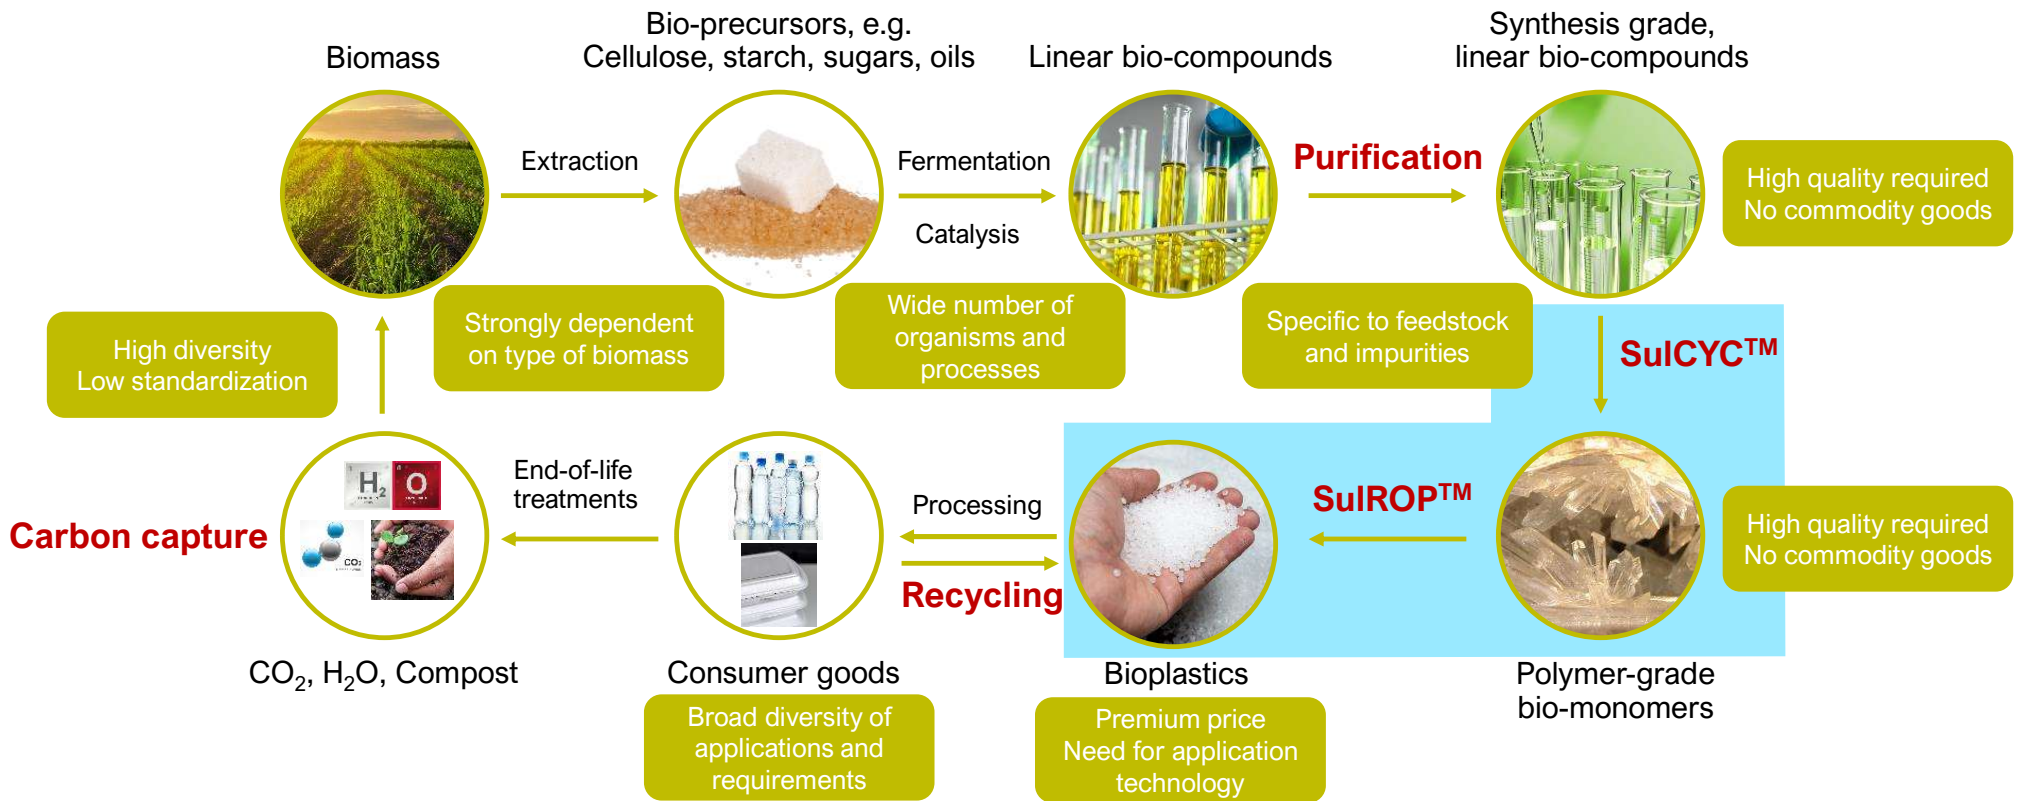 Biomass
Bio-precursors, e.g.
Cellulose, starch, sugars, oils
Linear bio-compounds
Synthesis grade,
linear bio-compounds
Extraction
Fermentation
Catalysis
Purification
High quality required
No commodity goods
High diversity
Low standardization
Strongly dependent
on type of biomass
Wide number of
organisms and
processes
Specific to feedstock
and impurities
SulCYC™
Carbon capture
H2
O
CO₂
End-of-life
treatments
Processing
Recycling
SulROP™
High quality required
No commodity goods
CO₂, H₂O, Compost
Consumer goods
Bioplastics
Polymer-grade
bio-monomers
Broad diversity of
applications and
requirements
Premium price
Need for application
technology